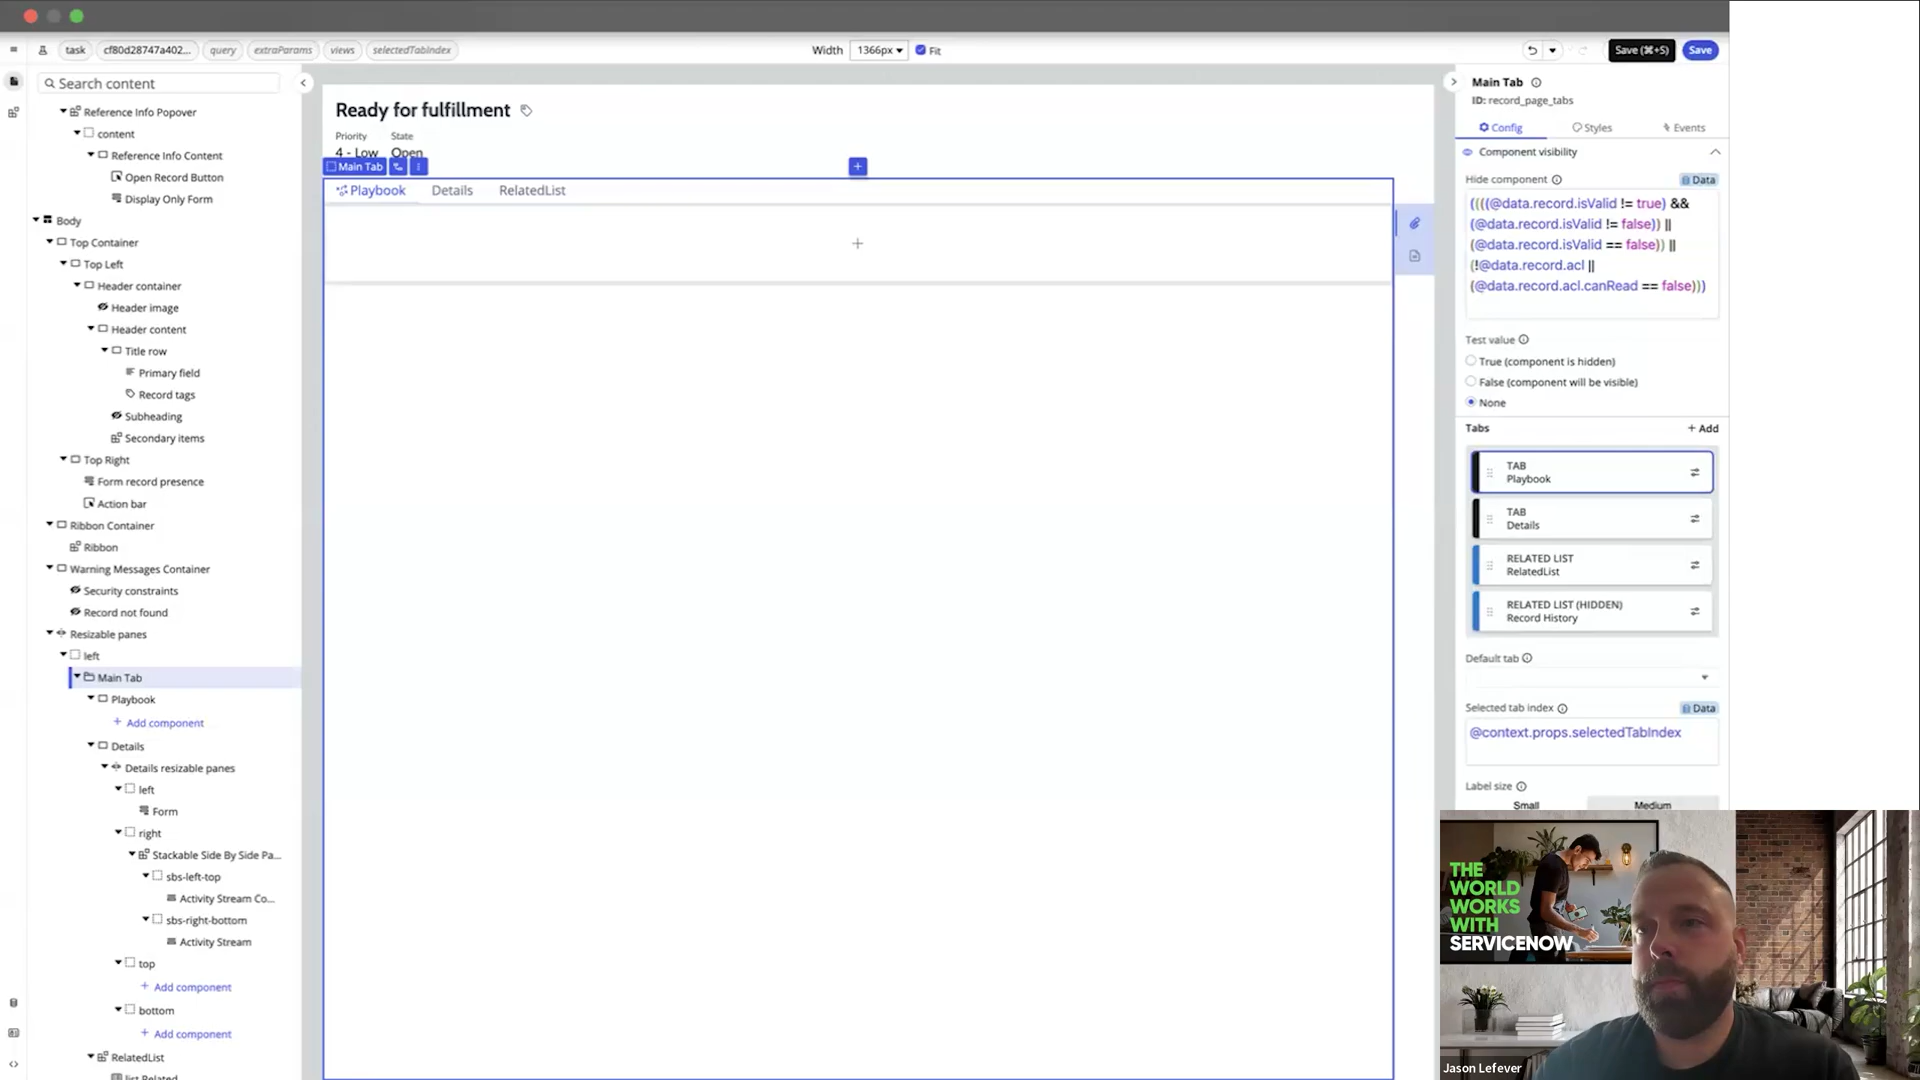 task
cf80d28747a402...
query
extraParams
views
selectedTabIndex
Width
1366px
Fit
Save (⌘+S)
Save
Search content
Reference Info Popover
content
Reference Info Content
Open Record Button
Display Only Form
Body
Top Container
Top Left
Header container
Header image
Header content
Title row
Primary field
Record tags
Subheading
Secondary items
Top Right
Form record presence
Action bar
Ribbon Container
Ribbon
Warning Messages Container
Security constraints
Record not found
Resizable panes
left
Main Tab
Playbook
+ Add component
Details
Details resizable panes
left
Form
right
Stackable Side By Side Pa...
sbs-left-top
Activity Stream Co...
sbs-right-bottom
Activity Stream
top
+ Add component
bottom
+ Add component
RelatedList
list Related
Ready for fulfillment
Priority State
4 - Low Open
Main Tab
Playbook Details RelatedList
Main Tab
ID: record_page_tabs
Config Styles Events
Component visibility
Hide component
Data
((((@data.record.isValid != true) &&
(@data.record.isValid != false)) ||
(@data.record.isValid == false)) ||
(!@data.record.acl ||
(@data.record.acl.canRead == false)))
Test value
True (component is hidden)
False (component will be visible)
None
Tabs
+ Add
TAB
Playbook
TAB
Details
RELATED LIST
RelatedList
RELATED LIST (HIDDEN)
Record History
Default tab
Selected tab index
Data
@context.props.selectedTabIndex
Label size
Small
Medium
THE
WORLD
WORKS
WITH
SERVICENOW
Jason Lefever